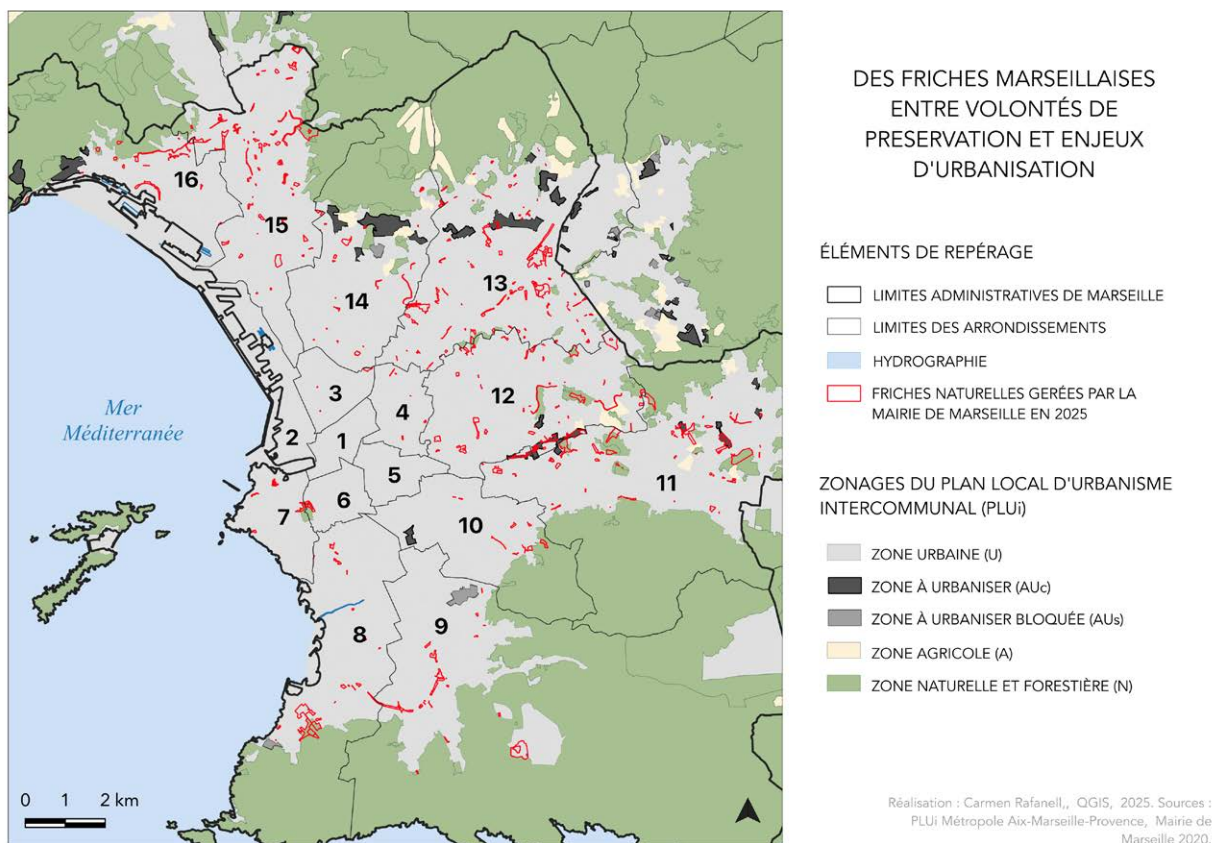 DES FRICHES MARSEILLAISES
ENTRE VOLONTÉS DE
PRESERVATION ET ENJEUX
D'URBANISATION
ÉLÉMENTS DE REPÉRAGE
LIMITES ADMINISTRATIVES DE MARSEILLE
LIMITES DES ARRONDISSEMENTS
HYDROGRAPHIE
FRICHES NATURELLES GERÉES PAR LA
MAIRIE DE MARSEILLE EN 2025
ZONAGES DU PLAN LOCAL D'URBANISME
INTERCOMMUNAL (PLUi)
ZONE URBAINE (U)
ZONE À URBANISER (AUc)
ZONE À URBANISER BLOQUÉE (AUs)
ZONE AGRICOLE (A)
ZONE NATURELLE ET FORESTIÈRE (N)
16
15
14
13
3
4
12
2
1
5
11
7
6
10
8
9
Mer
Méditerranée
0 1 2 km
Réalisation : Carmen Rafanell,, QGIS, 2025. Sources :
PLUi Métropole Aix-Marseille-Provence, Mairie de
Marseille 2020.